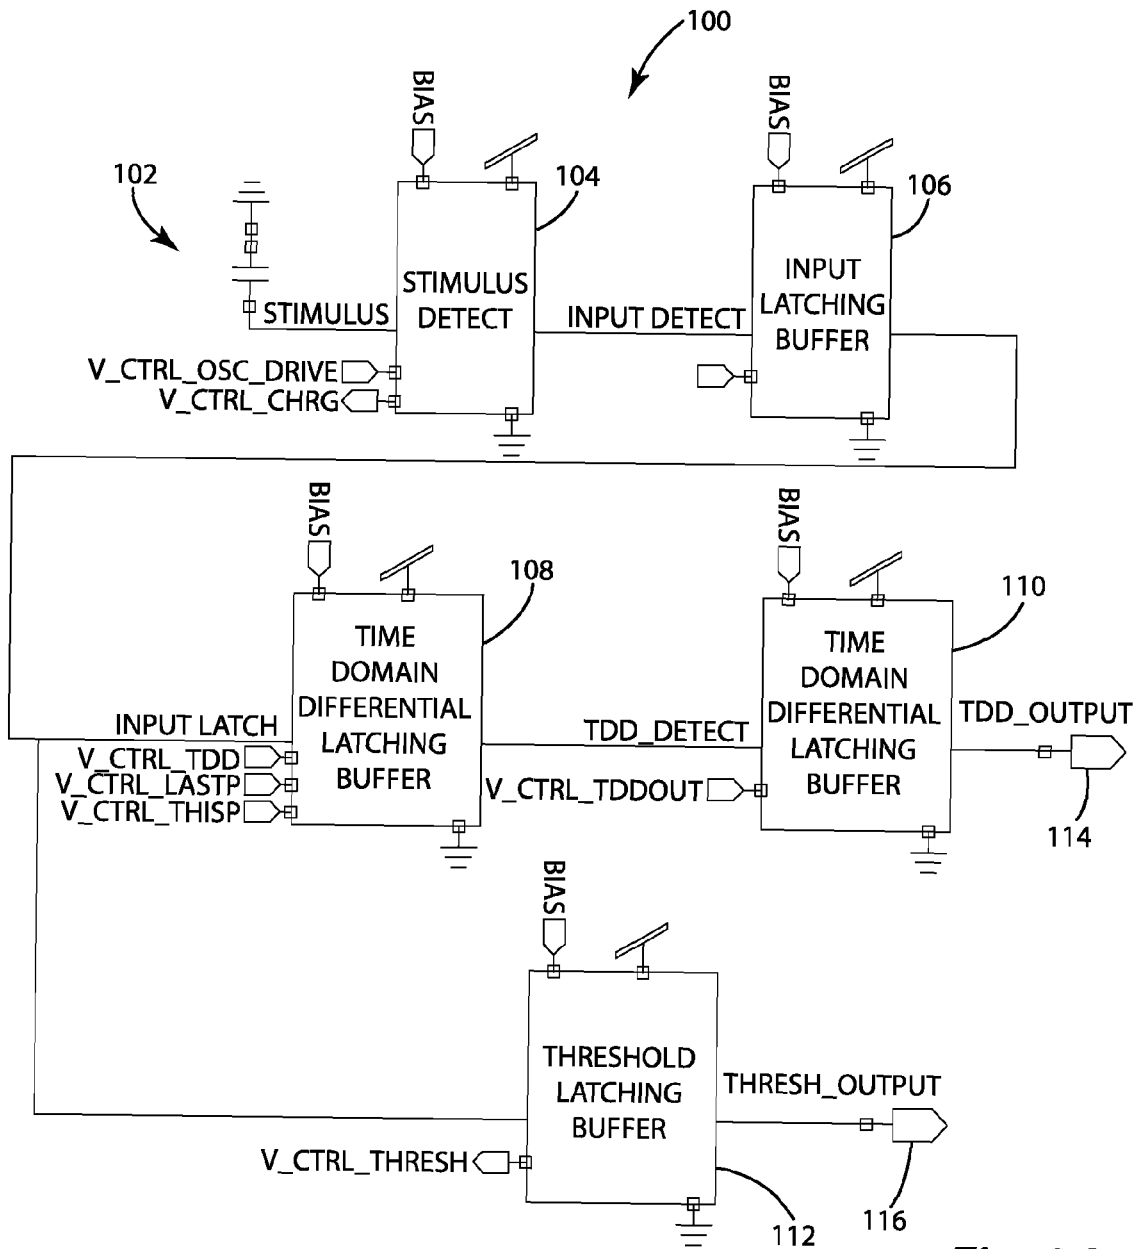 100
BIAS
BIAS
102
104
106
STIMULUS
DETECT
INPUT
LATCHING
BUFFER
STIMULUS
INPUT DETECT
V_CTRL_OSC_DRIVE
V_CTRL_CHRG
BIAS
BIAS
108
110
TIME
DOMAIN
DIFFERENTIAL
LATCHING
BUFFER
TIME
DOMAIN
DIFFERENTIAL
LATCHING
BUFFER
INPUT LATCH
TDD_DETECT
TDD_OUTPUT
V_CTRL_TDD
V_CTRL_LASTP
V_CTRL_THISP
V_CTRL_TDDOUT
114
BIAS
THRESHOLD
LATCHING
BUFFER
THRESH_OUTPUT
V_CTRL_THRESH
112
116